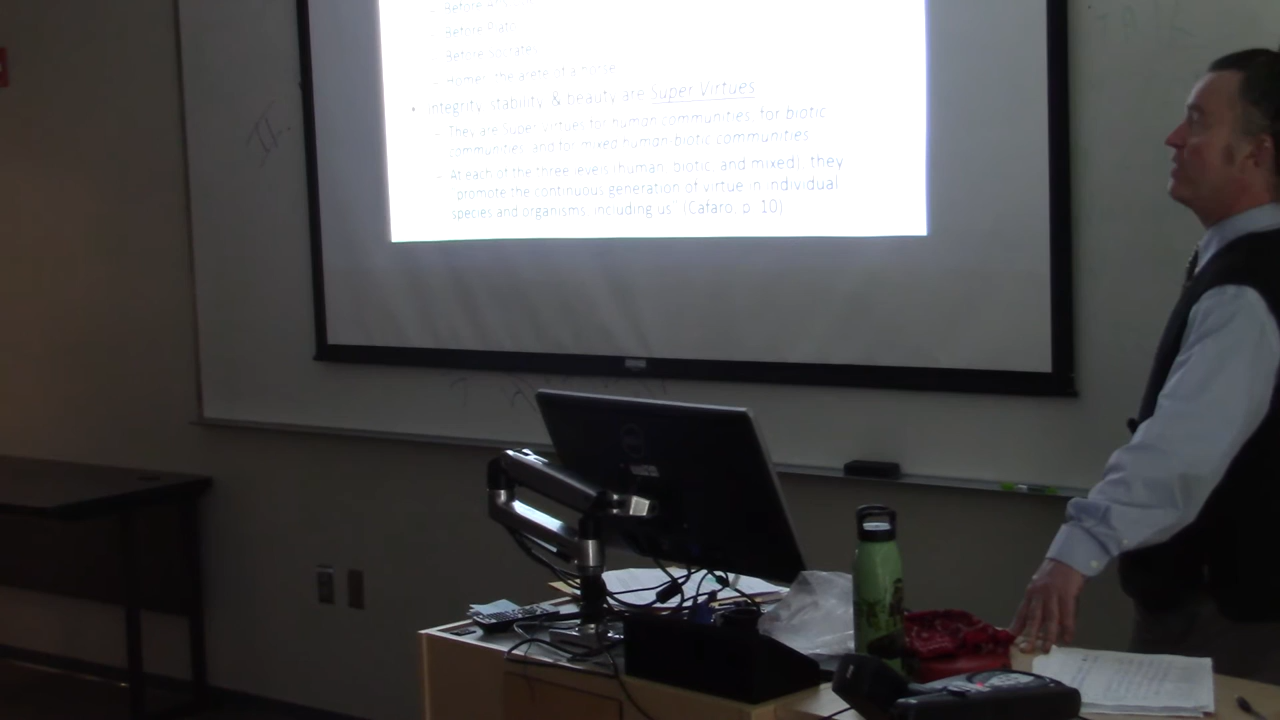 - Before
- Before Plato
- Before Socrates
- Homer: the arete of a horse
• Integrity, stability, & beauty are Super Virtues
- They are Super Virtues for human communities, for biotic
communities, and for mixed human-biotic communities
- At each of the three levels (human, biotic, and mixed), they
"promote the continuous generation of virtue in individual
species and organisms, including us" (Cafaro, p. 10)
II.
DELL